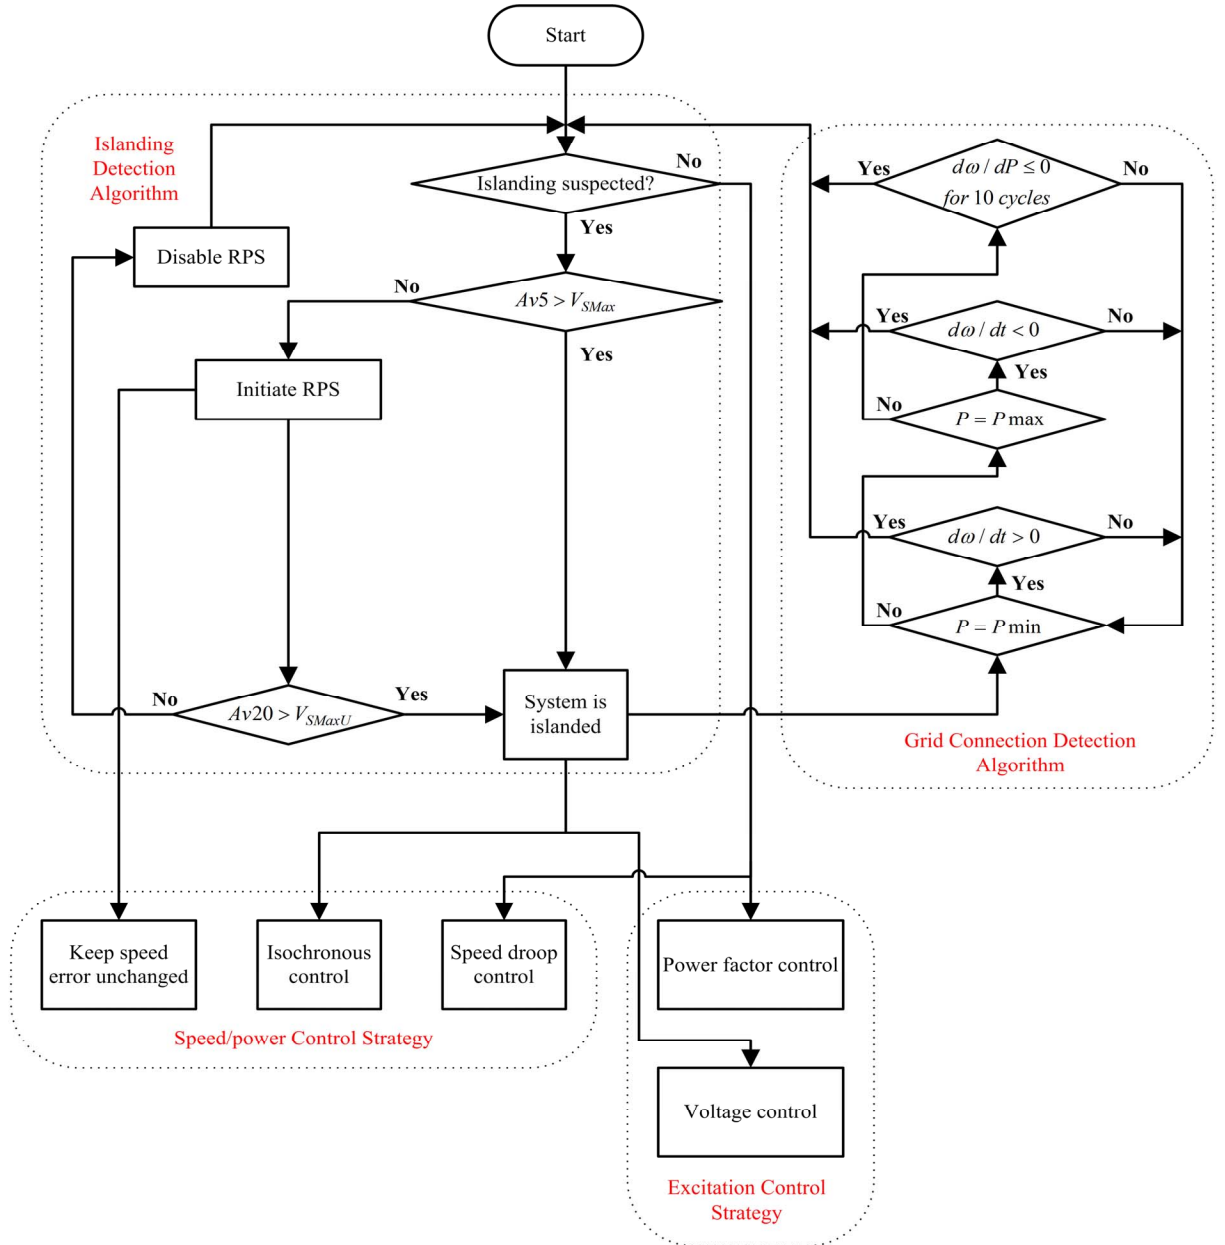 Start
Islanding
Detection
Algorithm
Islanding suspected?
No
Yes
Disable RPS
No
Av5 > V_SMax
Yes
Initiate RPS
No
Av20 > V_SMaxU
Yes
System is
islanded
Yes
dω / dP ≤ 0
for 10 cycles
No
Yes
dω / dt < 0
No
Yes
No
P = P max
Yes
dω / dt > 0
No
Yes
No
P = P min
Grid Connection Detection
Algorithm
Keep speed
error unchanged
Isochronous
control
Speed droop
control
Speed/power Control Strategy
Power factor control
Voltage control
Excitation Control
Strategy